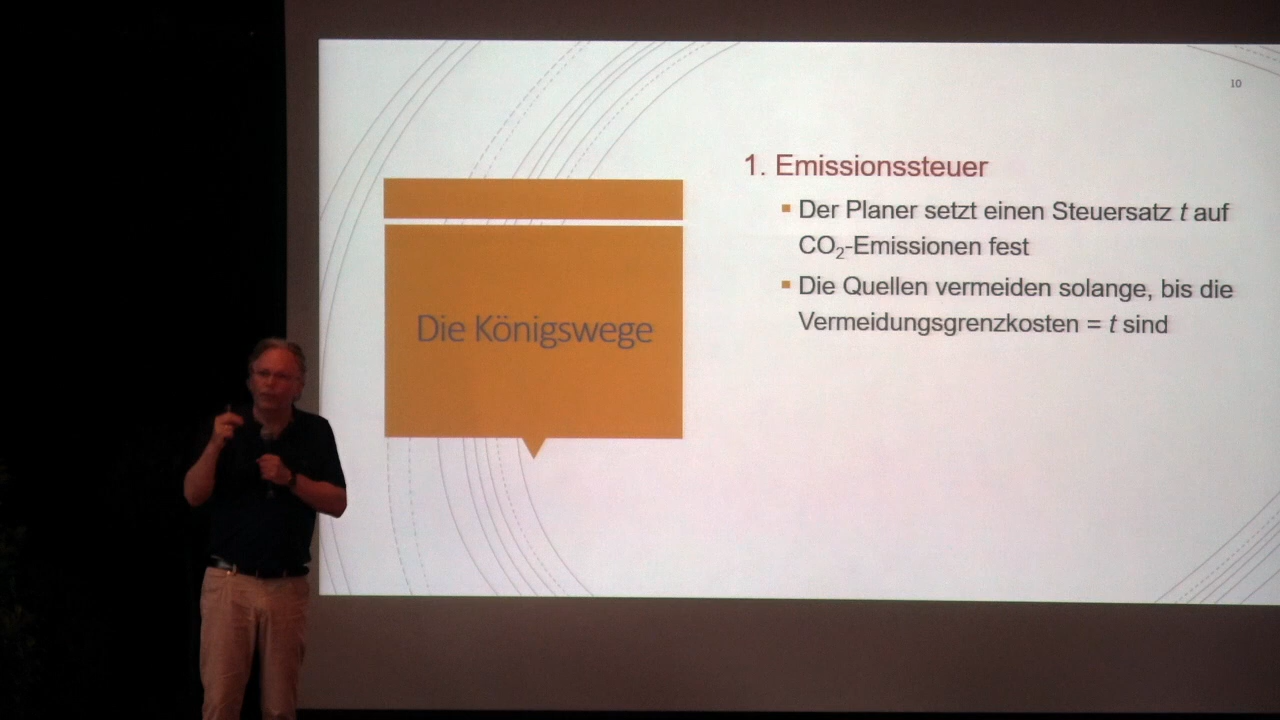 10
Die Königswege
1. Emissionssteuer
▪ Der Planer setzt einen Steuersatz t auf
CO₂-Emissionen fest
▪ Die Quellen vermeiden solange, bis die
Vermeidungsgrenzkosten = t sind